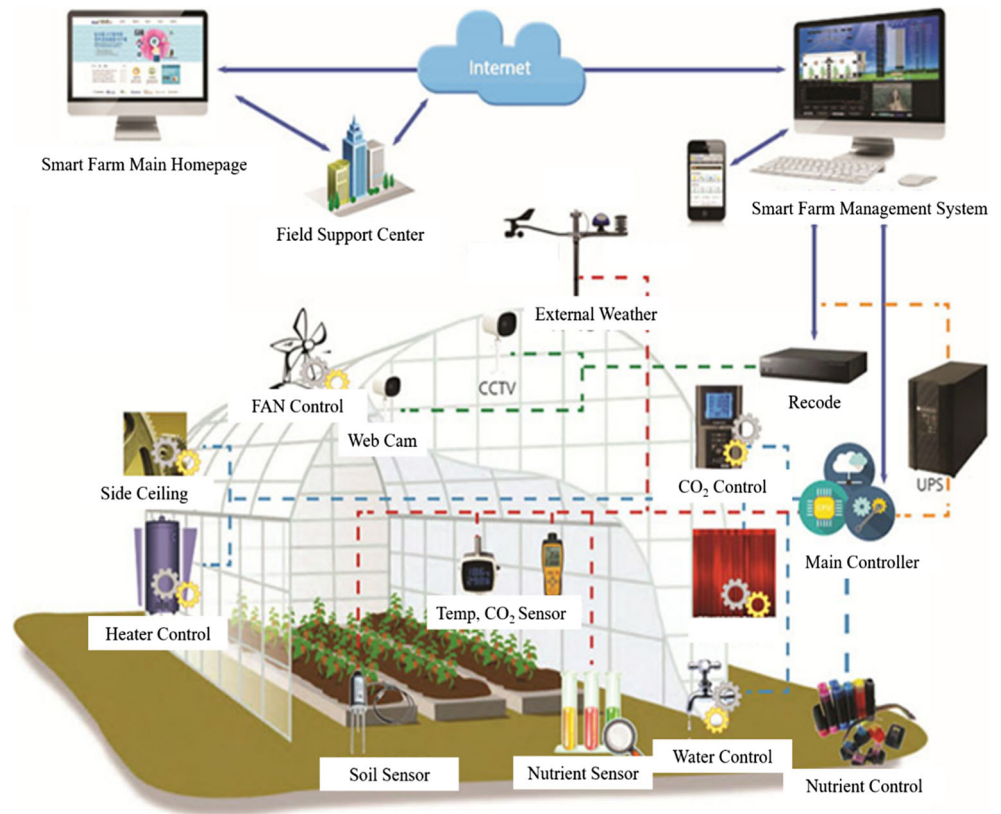 Internet
Smart Farm Main Homepage
Field Support Center
Smart Farm Management System
External Weather
CCTV
FAN Control
Recode
Web Cam
Side Ceiling
CO₂ Control
UPS
CPU
Main Controller
Temp, CO₂ Sensor
Heater Control
Soil Sensor
Nutrient Sensor
Water Control
Nutrient Control